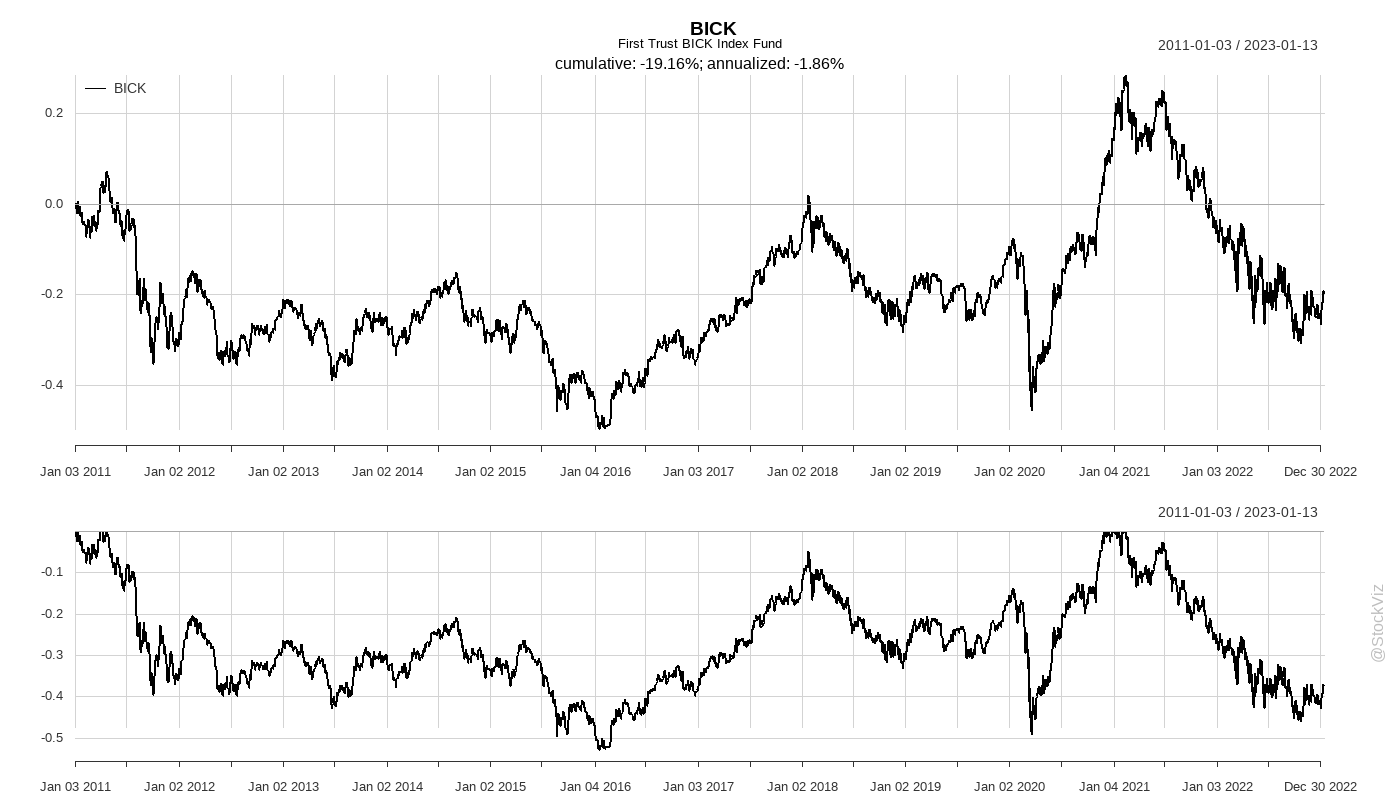 BICK
First Trust BICK Index Fund
2011-01-03 / 2023-01-13
cumulative: -19.16%; annualized: -1.86%
BICK
0.2
0.0
-0.2
-0.4
Jan 03 2011 Jan 02 2012 Jan 02 2013 Jan 02 2014 Jan 02 2015 Jan 04 2016 Jan 03 2017 Jan 02 2018 Jan 02 2019 Jan 02 2020 Jan 04 2021 Jan 03 2022 Dec 30 2022
2011-01-03 / 2023-01-13
-0.1
-0.2
-0.3
-0.4
-0.5
Jan 03 2011 Jan 02 2012 Jan 02 2013 Jan 02 2014 Jan 02 2015 Jan 04 2016 Jan 03 2017 Jan 02 2018 Jan 02 2019 Jan 02 2020 Jan 04 2021 Jan 03 2022 Dec 30 2022
@StockViz